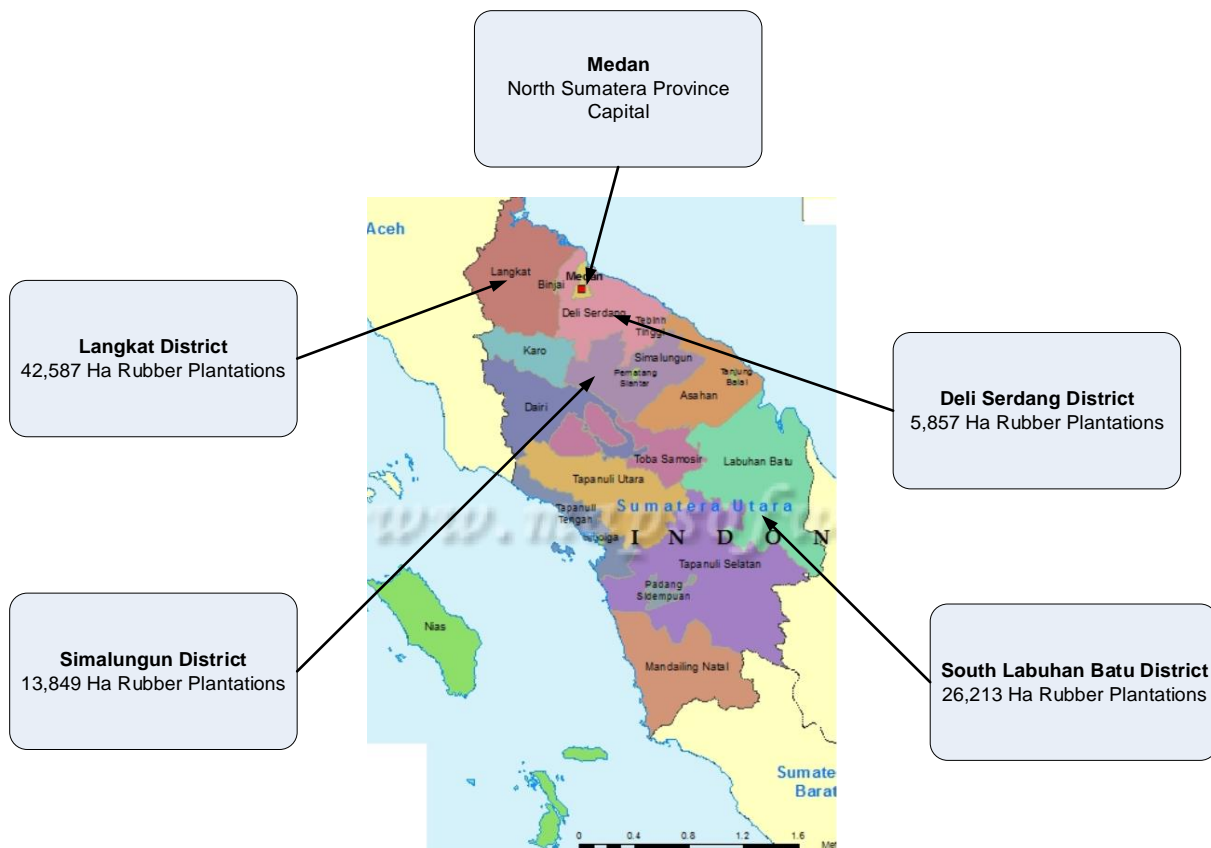 Medan
North Sumatera Province
Capital
Aceh
Langkat
Medan
Binjai
Deli Serdang
Langkat District
42,587 Ha Rubber Plantations
Karo
Simalungun
Pematang
Siantar
Tanjung
Balai
Asahan
Dairi
Deli Serdang District
5,857 Ha Rubber Plantations
Toba Samosir
Labuhan Batu
Tapanuli Utara
Sumatera Utara
Tapanuli
Tengah
I N D O N
Tapanuli Selatan
Padang
Sidempuan
Nias
Mandailing Natal
Simalungun District
13,849 Ha Rubber Plantations
South Labuhan Batu District
26,213 Ha Rubber Plantations
Sumate
Barat
0 0.4 0.8 1.2 1.6